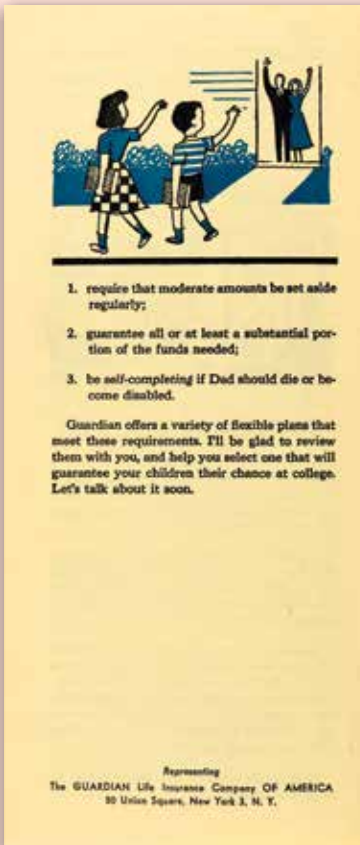 1. require that moderate amounts be set aside
regularly;
2. guarantee all or at least a substantial por-
tion of the funds needed;
3. be self-completing if Dad should die or be-
come disabled.
Guardian offers a variety of flexible plans that
meet these requirements. I'll be glad to review
them with you, and help you select one that will
guarantee your children their chance at college.
Let's talk about it soon.
Representing
The GUARDIAN Life Insurance Company OF AMERICA
50 Union Square, New York 3, N. Y.